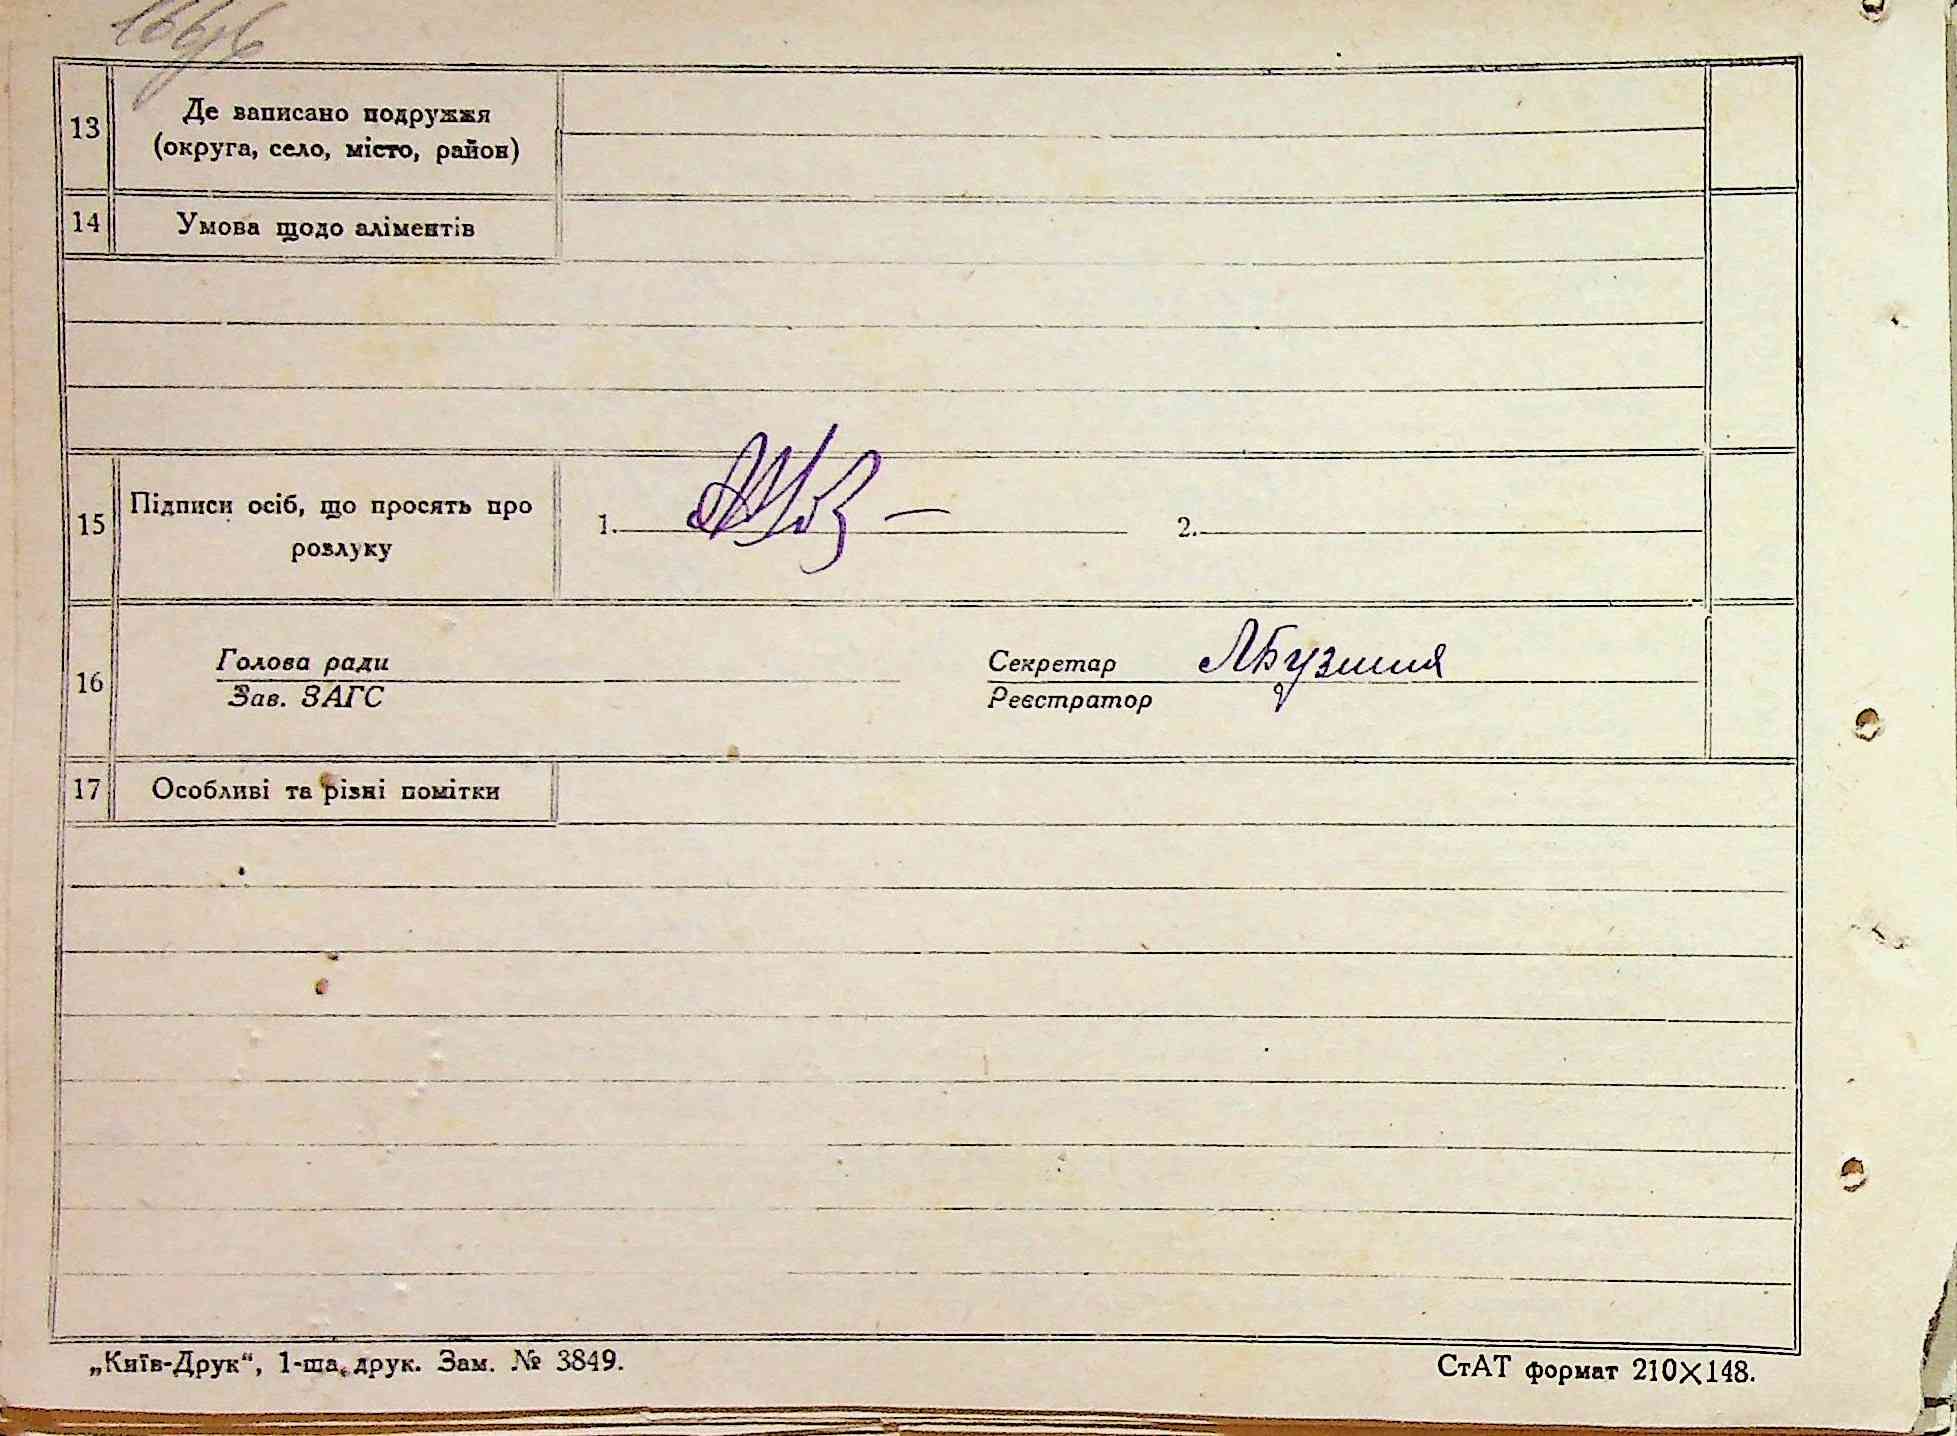 13
Де записано подружжя
(округа, село, місто, район)
14
Умова щодо аліментів
15
Підписи осіб, що просять про
розлуку
1.
2.
16
Голова ради
Зав. ЗАГС
Секретар
Реєстратор
17
Особливі та різні помітки
„Київ-Друк“, 1-ша друк. Зам. № 3849.
СтАТ формат 210×148.